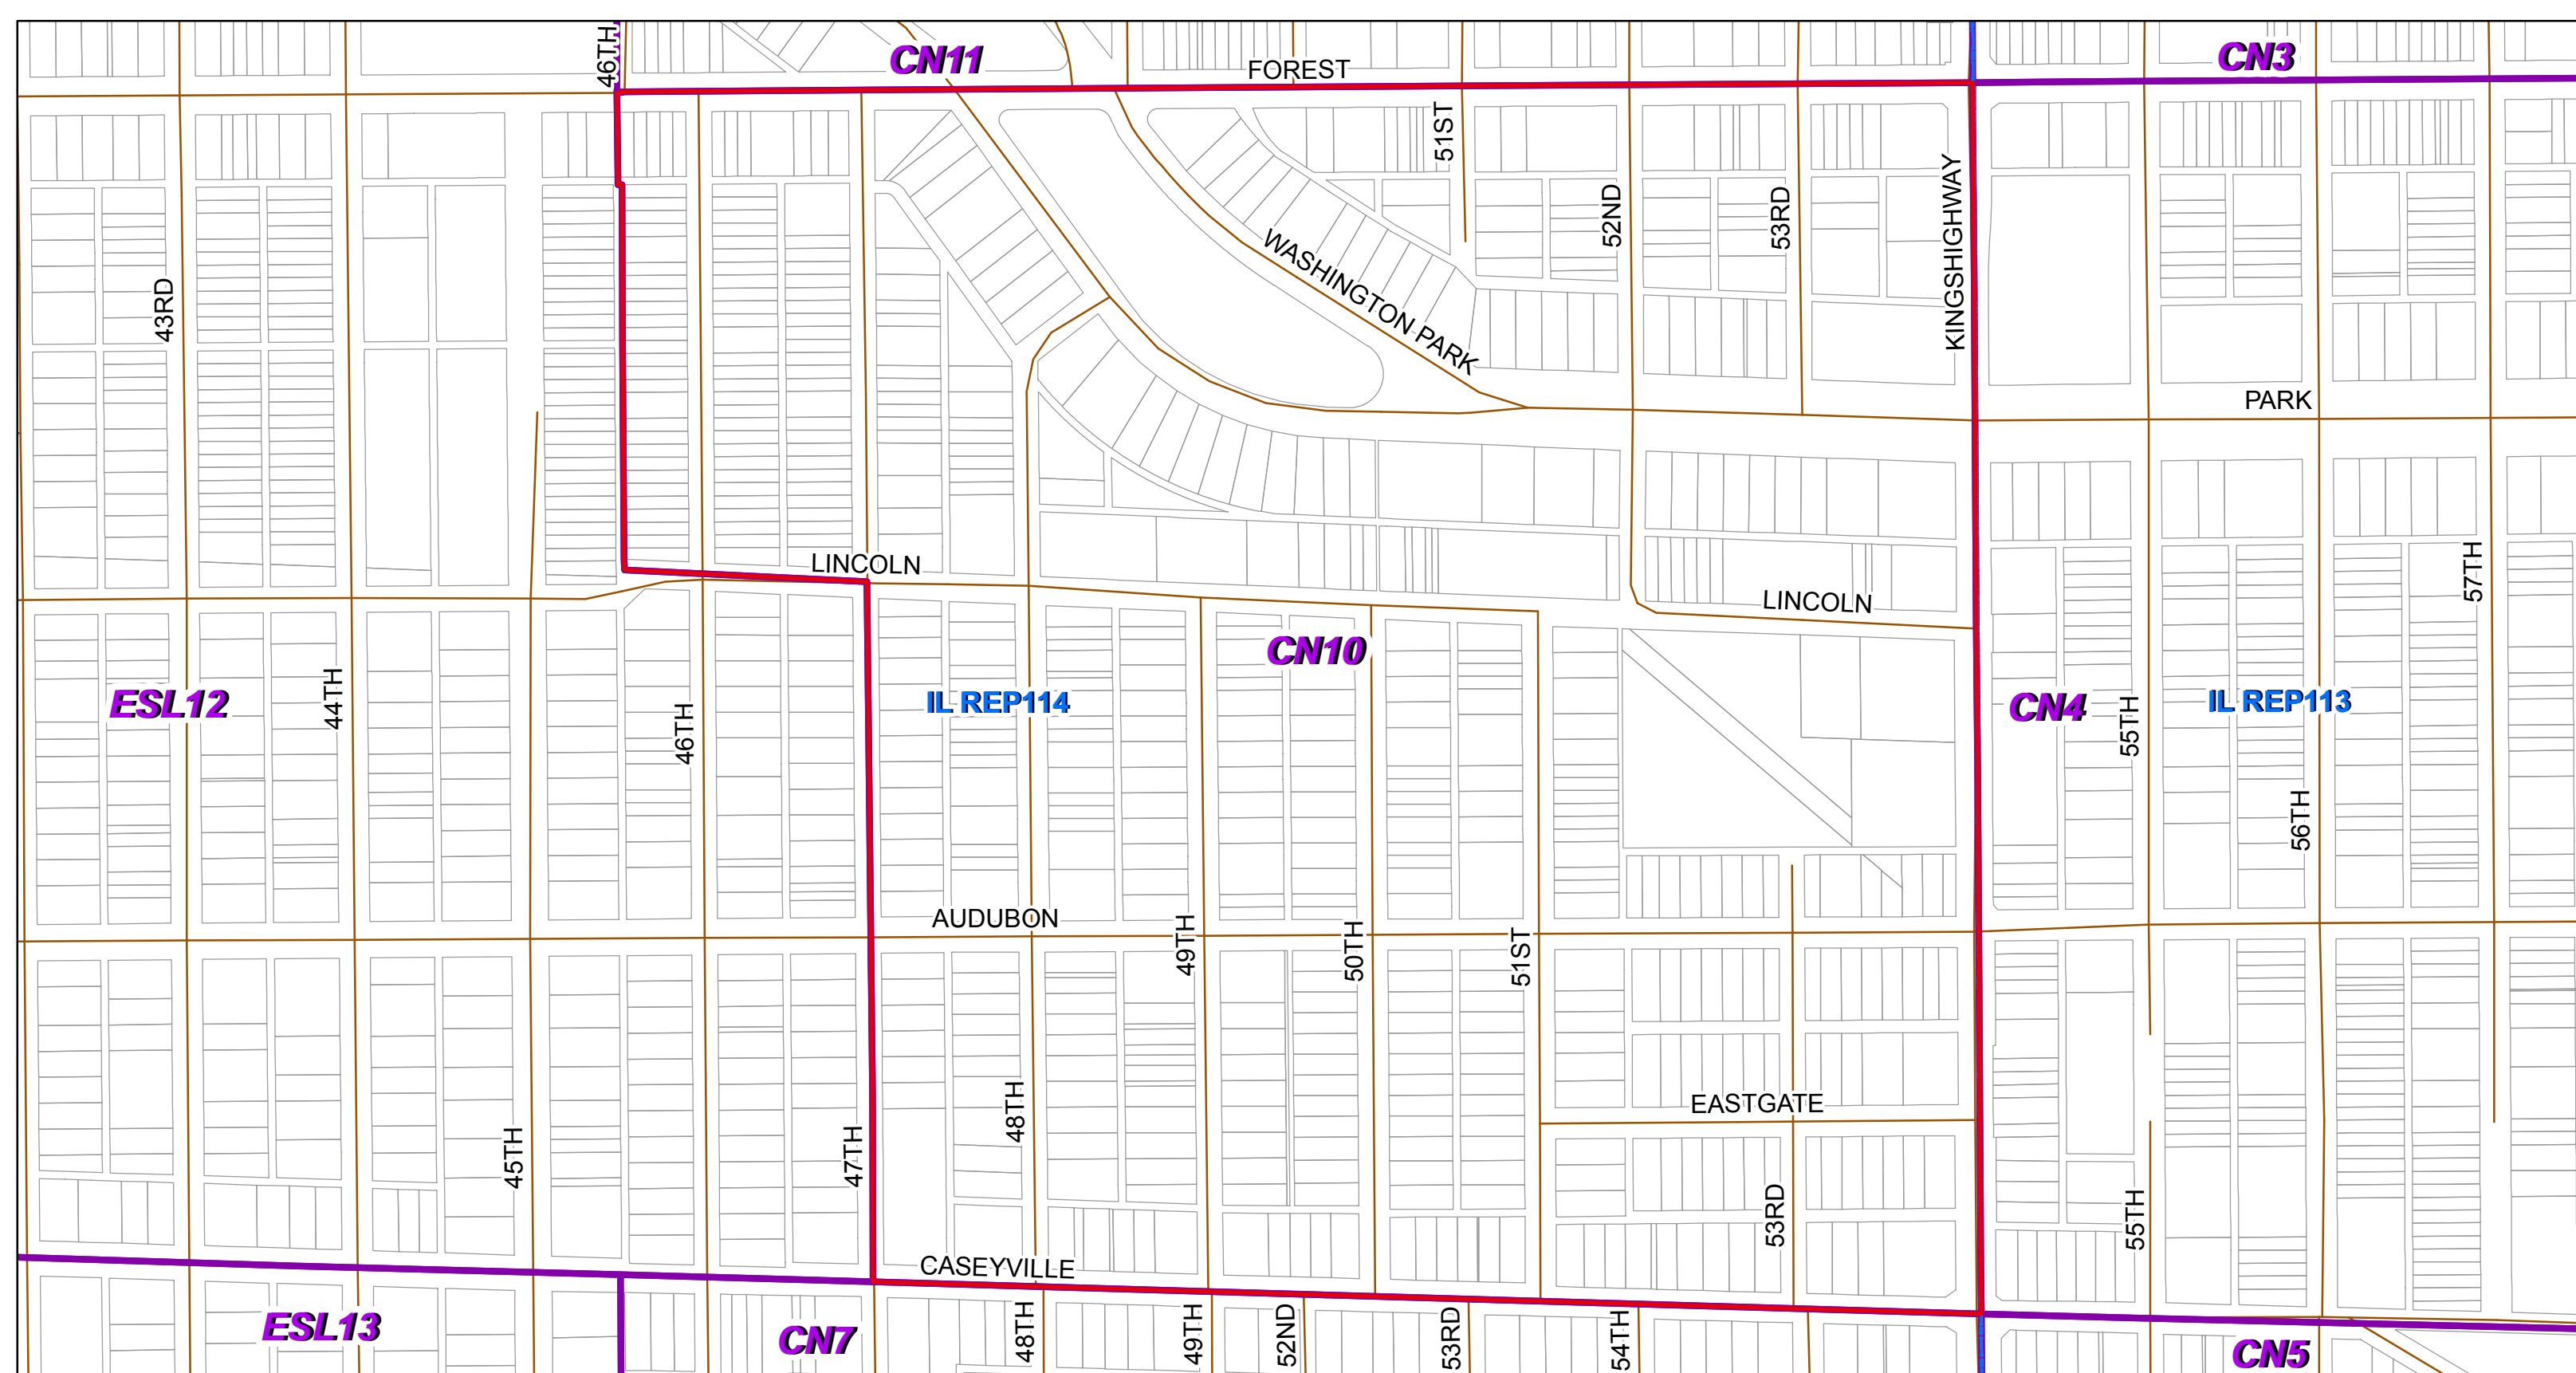 46TH
CN11
FOREST
CN3
51ST
52ND
53RD
KINGSHIGHWAY
43RD
WASHINGTON PARK
PARK
LINCOLN
LINCOLN
57TH
CN10
ESL12
44TH
46TH
IL REP114
CN4
55TH
IL REP113
56TH
AUDUBON
49TH
50TH
51ST
48TH
EASTGATE
45TH
47TH
53RD
55TH
CASEYVILLE
ESL13
CN7
48TH
49TH
52ND
53RD
54TH
CN5